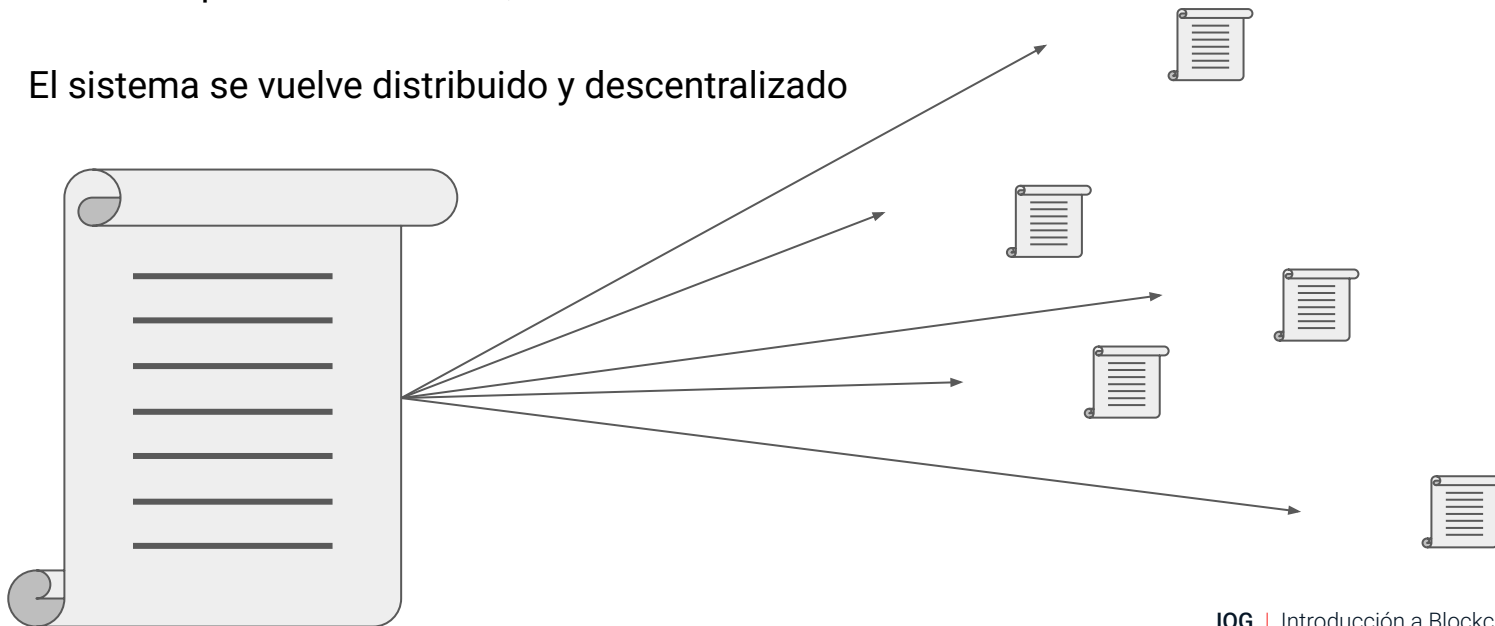 El sistema se vuelve distribuido y descentralizado
IOG | Introducción a Blockc